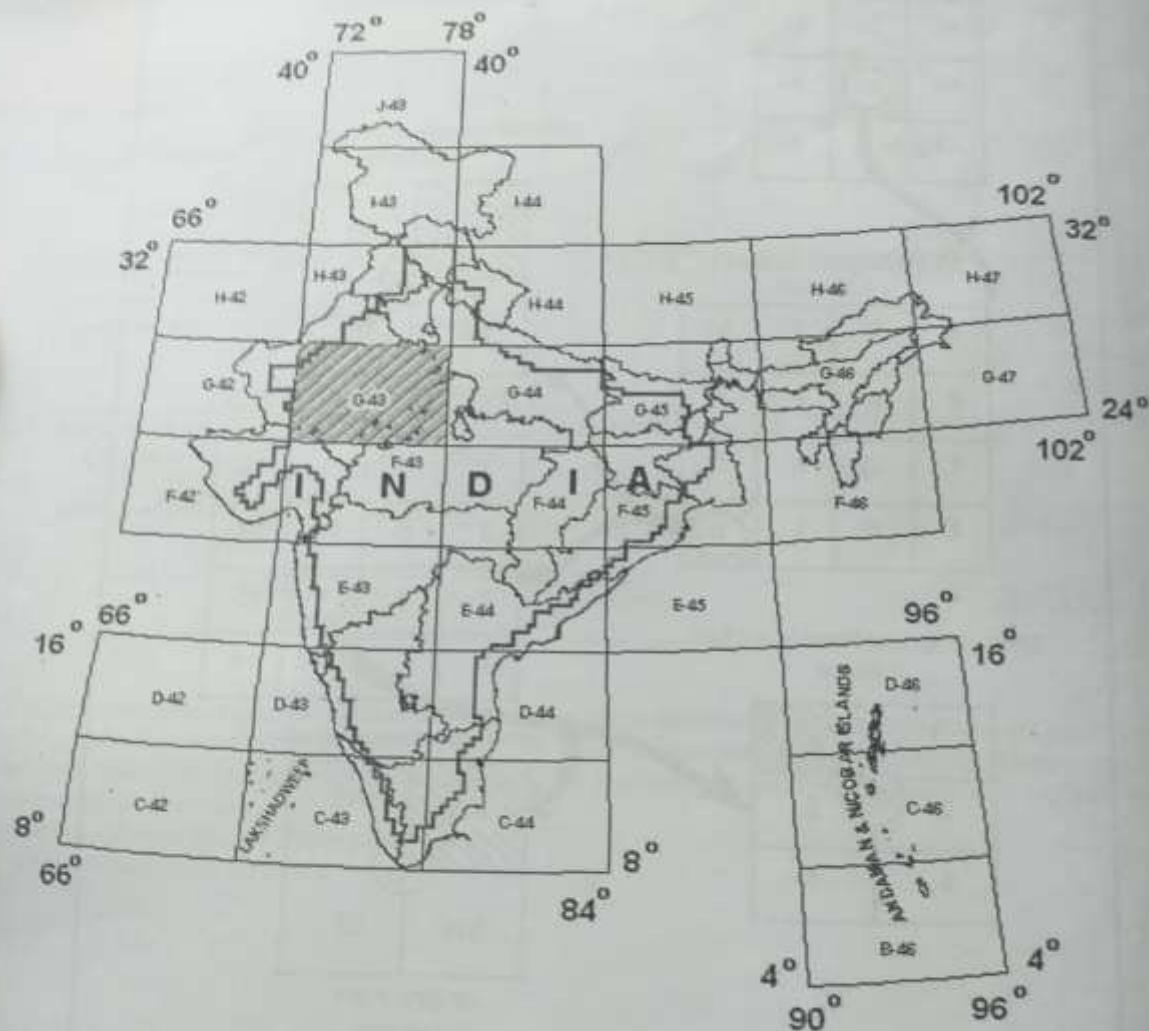 72° 78°
40° 40°
J-43
I-43 I-44
66° 102°
32° 32°
H-42 H-43 H-44 H-45 H-46 H-47
G-42 G-43 G-44 G-45 G-46 G-47
24°
102°
F-42 F-43 F-44 F-45 F-46
I N D I A
E-43 E-44 E-45
66° 96°
16° 16°
D-42 D-43 D-44 D-46
C-42 LAKSHADWEEP C-43 C-44 C-46
ANDAMAN & NICOBAR ISLANDS
8° 8°
66° 84°
B-46
4° 4°
90° 96°